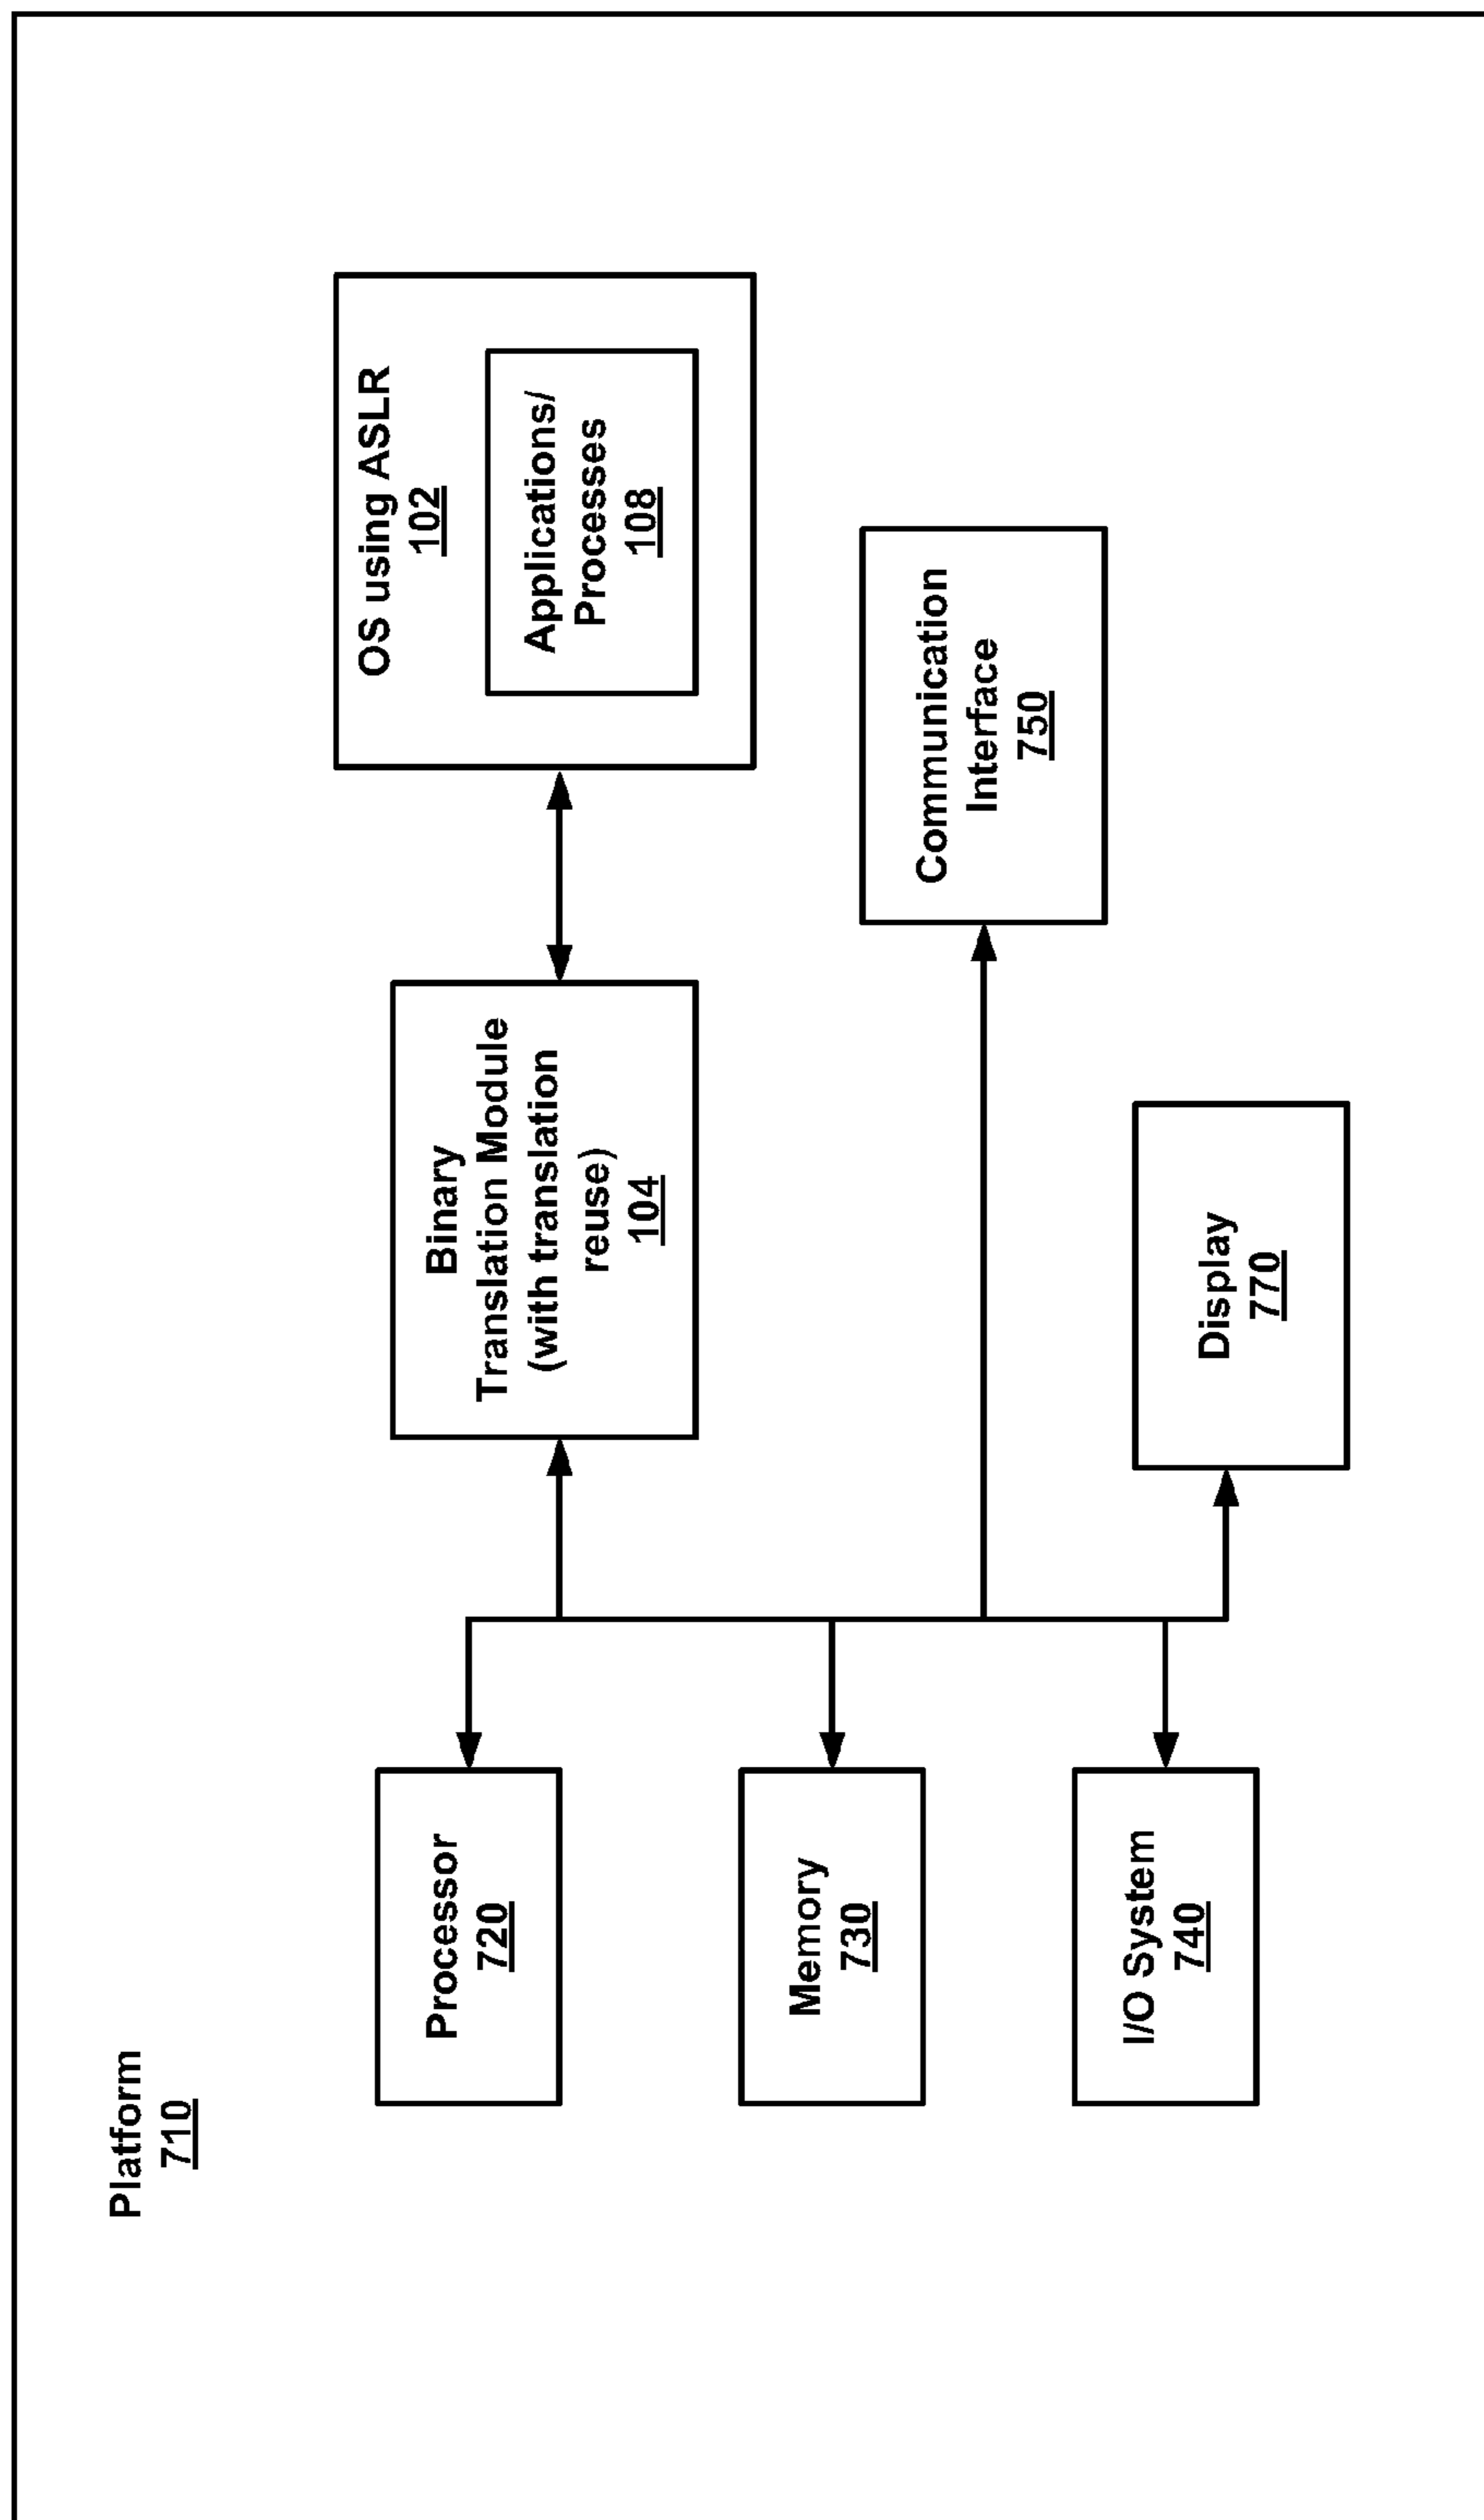 Platform
710
Processor
720
Binary
Translation Module
(with translation
reuse)
104
OS using ASLR
102
Applications/
Processes
108
Memory
730
Communication
Interface
750
I/O System
740
Display
770